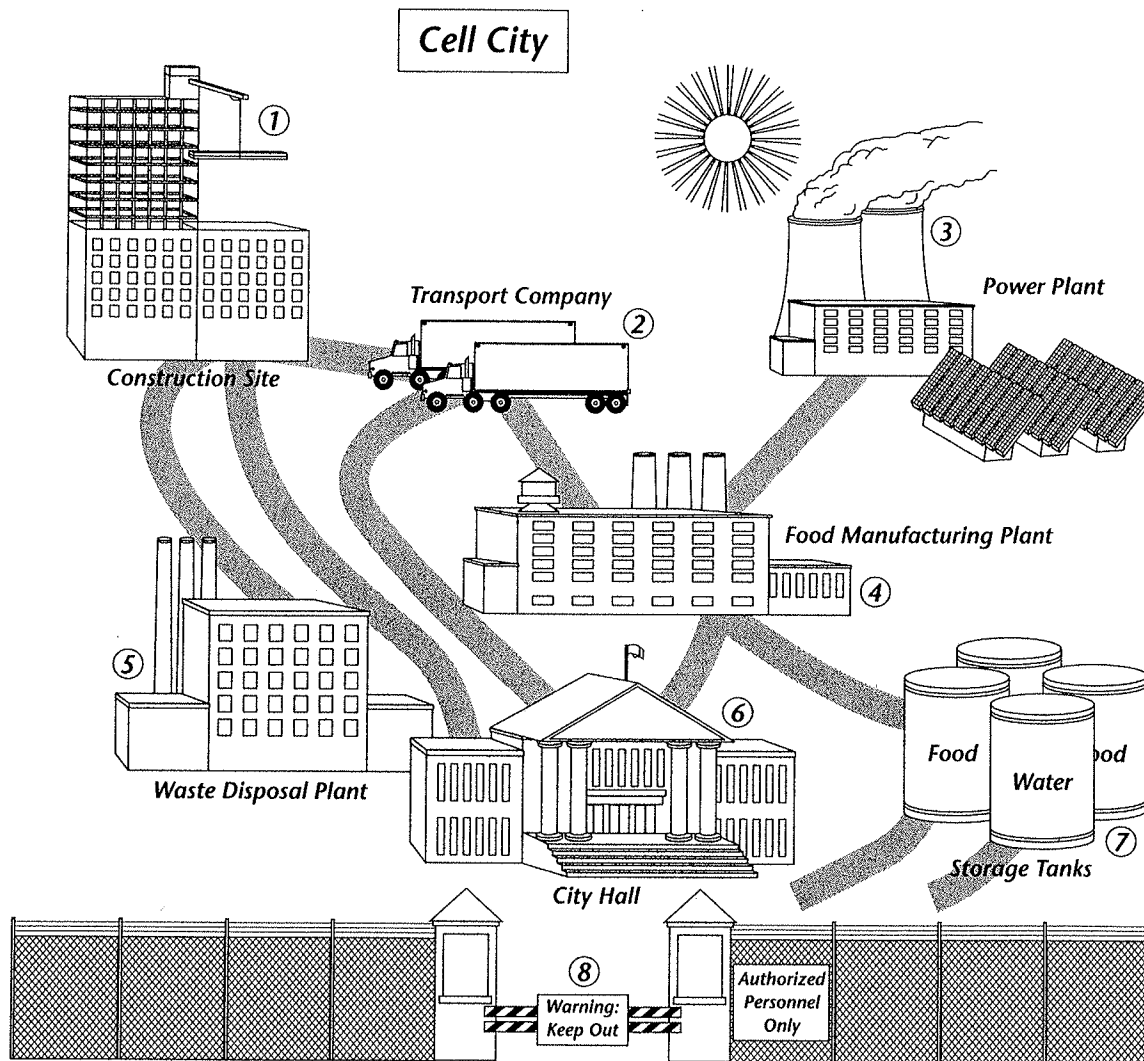 Cell City
1
3
Power Plant
Transport Company
2
Construction Site
Food Manufacturing Plant
4
5
6
Food
Water
Waste Disposal Plant
7
Storage Tanks
City Hall
8
Warning:
Keep Out
Authorized
Personnel
Only